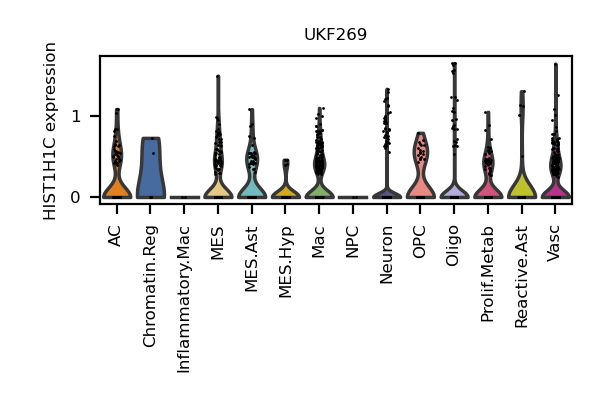 UKF269
HIST1H1C expression
1
0
AC
Chromatin.Reg
Inflammatory.Mac
MES
MES.Ast
MES.Hyp
Mac
NPC
Neuron
OPC
Oligo
Prolif.Metab
Reactive.Ast
Vasc